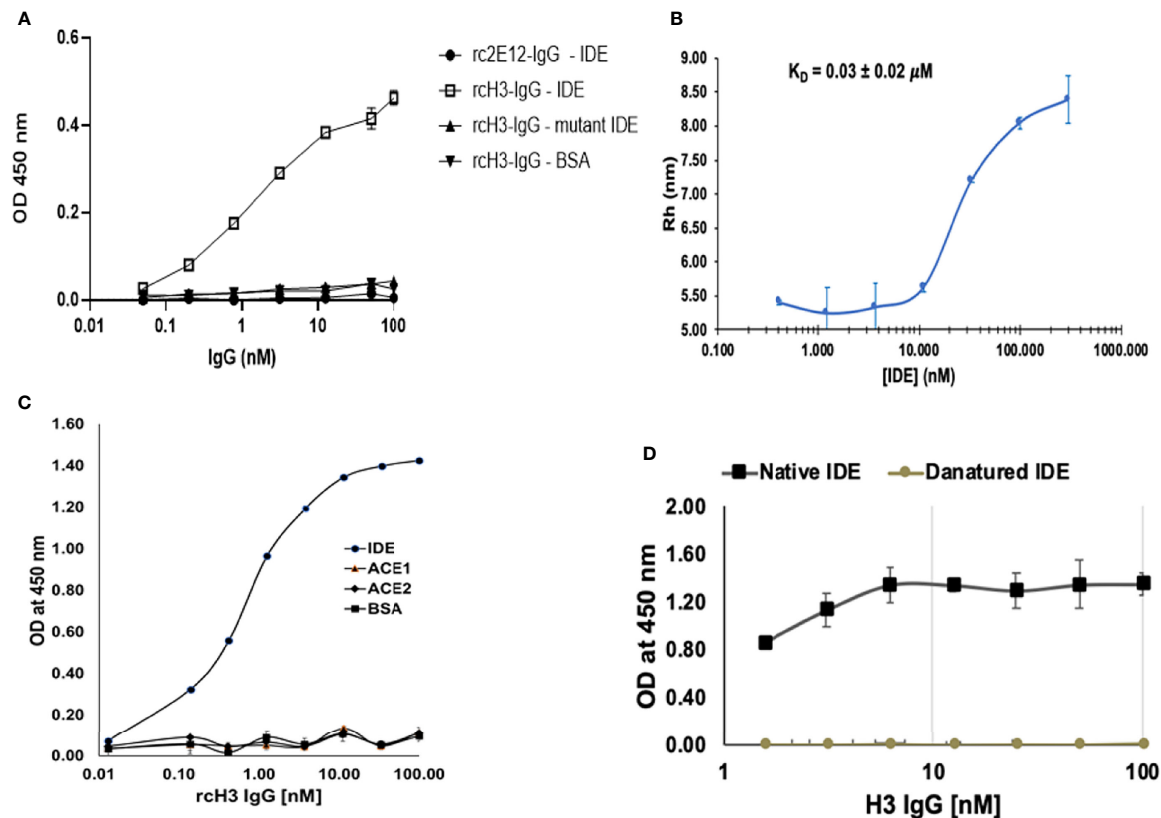 A
0.6
0.4
0.2
0.0
OD 450 nm
0.01 0.1 1 10 100
IgG (nM)
rc2E12-IgG - IDE
rcH3-IgG - IDE
rcH3-IgG - mutant IDE
rcH3-IgG - BSA
B
9.00
8.50
8.00
7.50
7.00
6.50
6.00
5.50
5.00
Rh (nm)
K_D = 0.03 ± 0.02 µM
0.100 1.000 10.000 100.000 1000.000
[IDE] (nM)
C
1.60
1.40
1.20
1.00
0.80
0.60
0.40
0.20
0.00
OD at 450 nm
IDE
ACE1
ACE2
BSA
0.01 0.10 1.00 10.00 100.00
rcH3 IgG [nM]
D
Native IDE Danatured IDE
2.00
1.60
1.20
0.80
0.40
0.00
OD at 450 nm
1 10 100
H3 IgG [nM]